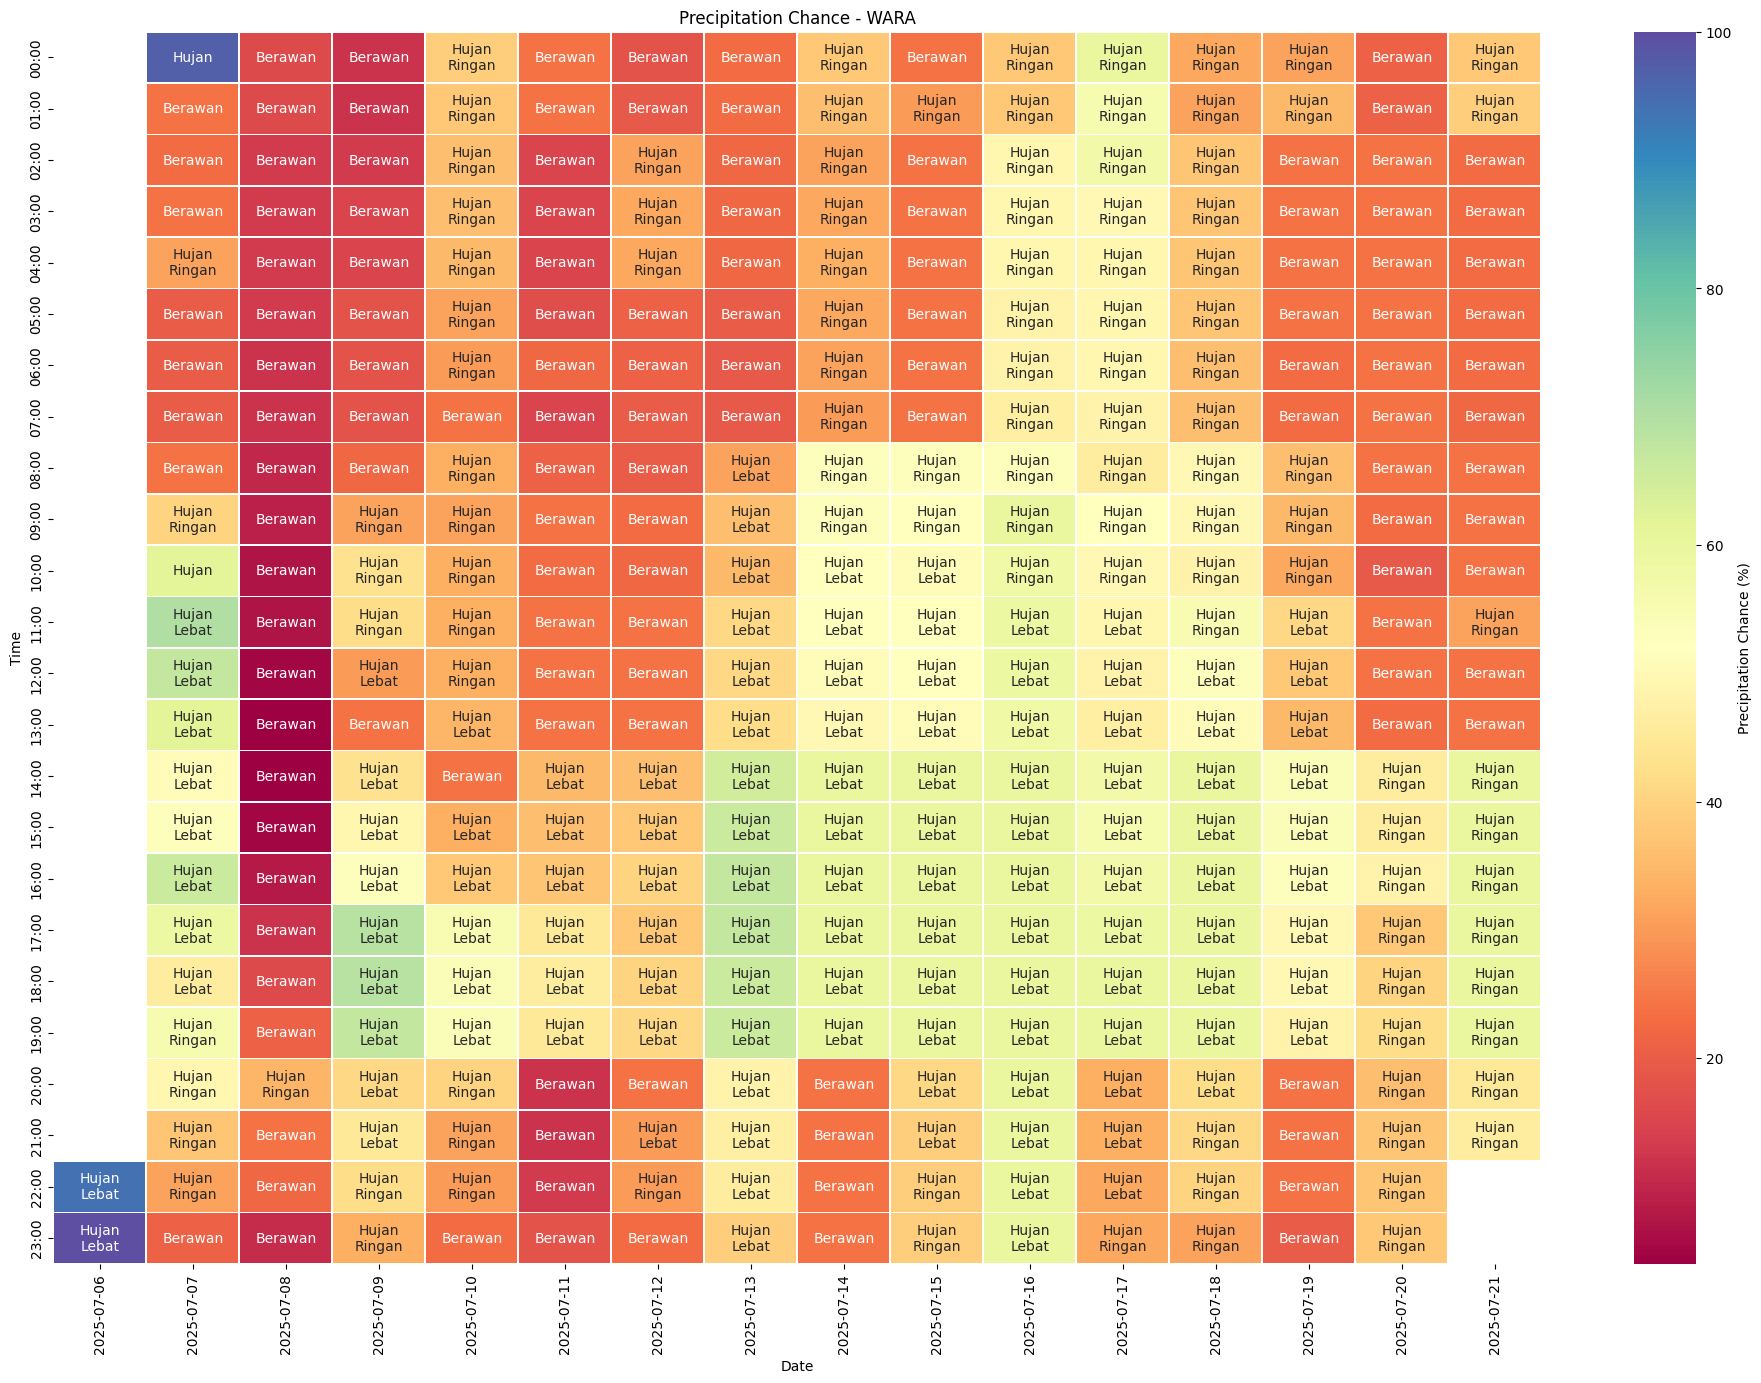 Precipitation Chance - WARA
00:00 Hujan Berawan Berawan Hujan Ringan Berawan Berawan Berawan Hujan Ringan Berawan Hujan Ringan Hujan Ringan Hujan Ringan Hujan Ringan Berawan Hujan Ringan
01:00 Berawan Berawan Berawan Hujan Ringan Berawan Berawan Berawan Hujan Ringan Hujan Ringan Hujan Ringan Hujan Ringan Hujan Ringan Hujan Ringan Berawan Hujan Ringan
02:00 Berawan Berawan Berawan Hujan Ringan Berawan Hujan Ringan Berawan Hujan Ringan Berawan Hujan Ringan Hujan Ringan Hujan Ringan Berawan Berawan Berawan
03:00 Berawan Berawan Berawan Hujan Ringan Berawan Hujan Ringan Berawan Hujan Ringan Berawan Hujan Ringan Hujan Ringan Hujan Ringan Berawan Berawan Berawan
04:00 Hujan Ringan Berawan Berawan Hujan Ringan Berawan Hujan Ringan Berawan Hujan Ringan Berawan Hujan Ringan Hujan Ringan Hujan Ringan Berawan Berawan Berawan
05:00 Berawan Berawan Berawan Hujan Ringan Berawan Berawan Berawan Hujan Ringan Berawan Hujan Ringan Hujan Ringan Hujan Ringan Berawan Berawan Berawan
06:00 Berawan Berawan Berawan Hujan Ringan Berawan Berawan Berawan Hujan Ringan Berawan Hujan Ringan Hujan Ringan Hujan Ringan Berawan Berawan Berawan
07:00 Berawan Berawan Berawan Berawan Berawan Berawan Berawan Hujan Ringan Berawan Hujan Ringan Hujan Ringan Hujan Ringan Berawan Berawan Berawan
08:00 Berawan Berawan Berawan Hujan Ringan Berawan Berawan Hujan Lebat Hujan Ringan Hujan Ringan Hujan Ringan Hujan Ringan Hujan Ringan Hujan Ringan Berawan Berawan
09:00 Hujan Ringan Berawan Hujan Ringan Hujan Ringan Berawan Berawan Hujan Lebat Hujan Ringan Hujan Ringan Hujan Ringan Hujan Ringan Hujan Ringan Hujan Ringan Berawan Berawan
10:00 Hujan Berawan Hujan Ringan Hujan Ringan Berawan Berawan Hujan Lebat Hujan Lebat Hujan Lebat Hujan Ringan Hujan Ringan Hujan Ringan Hujan Ringan Berawan Berawan
11:00 Hujan Lebat Berawan Hujan Ringan Hujan Ringan Berawan Berawan Hujan Lebat Hujan Lebat Hujan Lebat Hujan Lebat Hujan Lebat Hujan Ringan Hujan Lebat Berawan Hujan Ringan
12:00 Hujan Lebat Berawan Hujan Lebat Hujan Ringan Berawan Berawan Hujan Lebat Hujan Lebat Hujan Lebat Hujan Lebat Hujan Lebat Hujan Lebat Hujan Lebat Berawan Berawan
13:00 Hujan Lebat Berawan Berawan Hujan Lebat Berawan Berawan Hujan Lebat Hujan Lebat Hujan Lebat Hujan Lebat Hujan Lebat Hujan Lebat Hujan Lebat Berawan Berawan
14:00 Hujan Lebat Berawan Hujan Lebat Berawan Hujan Lebat Hujan Lebat Hujan Lebat Hujan Lebat Hujan Lebat Hujan Lebat Hujan Lebat Hujan Lebat Hujan Lebat Hujan Ringan Hujan Ringan
15:00 Hujan Lebat Berawan Hujan Lebat Hujan Lebat Hujan Lebat Hujan Lebat Hujan Lebat Hujan Lebat Hujan Lebat Hujan Lebat Hujan Lebat Hujan Lebat Hujan Lebat Hujan Ringan Hujan Ringan
16:00 Hujan Lebat Berawan Hujan Lebat Hujan Lebat Hujan Lebat Hujan Lebat Hujan Lebat Hujan Lebat Hujan Lebat Hujan Lebat Hujan Lebat Hujan Lebat Hujan Lebat Hujan Ringan Hujan Ringan
17:00 Hujan Lebat Berawan Hujan Lebat Hujan Lebat Hujan Lebat Hujan Lebat Hujan Lebat Hujan Lebat Hujan Lebat Hujan Lebat Hujan Lebat Hujan Lebat Hujan Lebat Hujan Ringan Hujan Ringan
18:00 Hujan Lebat Berawan Hujan Lebat Hujan Lebat Hujan Lebat Hujan Lebat Hujan Lebat Hujan Lebat Hujan Lebat Hujan Lebat Hujan Lebat Hujan Lebat Hujan Lebat Hujan Ringan Hujan Ringan
19:00 Hujan Ringan Berawan Hujan Lebat Hujan Lebat Hujan Lebat Hujan Lebat Hujan Lebat Hujan Lebat Hujan Lebat Hujan Lebat Hujan Lebat Hujan Lebat Hujan Lebat Hujan Ringan Hujan Ringan
20:00 Hujan Ringan Hujan Ringan Hujan Lebat Hujan Ringan Berawan Berawan Hujan Lebat Berawan Hujan Lebat Hujan Lebat Hujan Lebat Hujan Lebat Berawan Hujan Ringan Hujan Ringan
21:00 Hujan Ringan Berawan Hujan Lebat Hujan Ringan Berawan Hujan Lebat Hujan Lebat Berawan Hujan Lebat Hujan Lebat Hujan Lebat Hujan Ringan Berawan Hujan Ringan Hujan Ringan
22:00 Hujan Lebat Hujan Ringan Berawan Hujan Ringan Hujan Ringan Berawan Hujan Ringan Hujan Lebat Berawan Hujan Ringan Hujan Lebat Hujan Lebat Hujan Ringan Berawan Hujan Ringan
23:00 Hujan Lebat Berawan Berawan Hujan Ringan Berawan Berawan Berawan Hujan Lebat Berawan Hujan Ringan Hujan Lebat Hujan Ringan Hujan Ringan Berawan Hujan Ringan
Time
2025-07-06 2025-07-07 2025-07-08 2025-07-09 2025-07-10 2025-07-11 2025-07-12 2025-07-13 2025-07-14 2025-07-15 2025-07-16 2025-07-17 2025-07-18 2025-07-19 2025-07-20 2025-07-21
Date
100
80
60
40
20
Precipitation Chance (%)